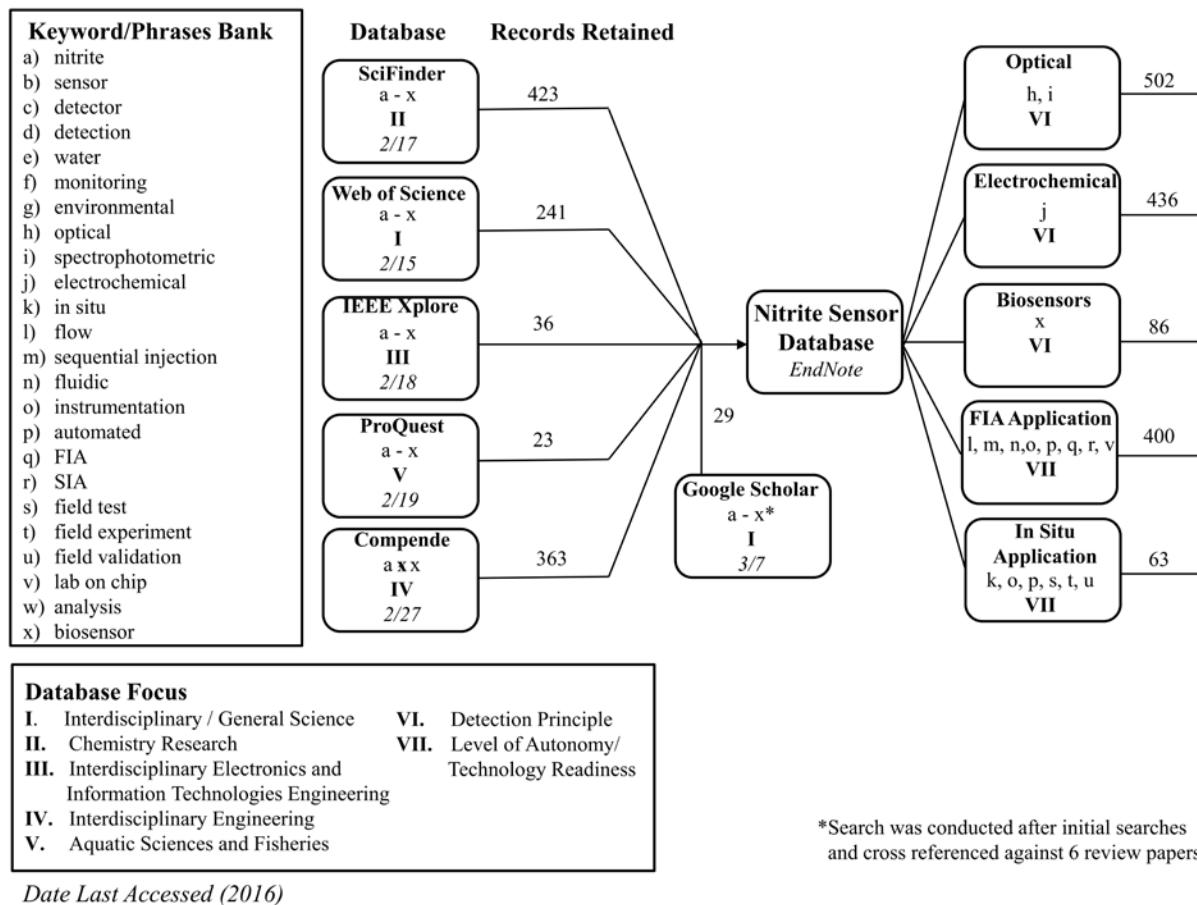 Keyword/Phrases Bank
a) nitrite
b) sensor
c) detector
d) detection
e) water
f) monitoring
g) environmental
h) optical
i) spectrophotometric
j) electrochemical
k) in situ
l) flow
m) sequential injection
n) fluidic
o) instrumentation
p) automated
q) FIA
r) SIA
s) field test
t) field experiment
u) field validation
v) lab on chip
w) analysis
x) biosensor
Database
Records Retained
SciFinder
a - x
II
2/17
423
Web of Science
a - x
I
2/15
241
IEEE Xplore
a - x
III
2/18
36
ProQuest
a - x
V
2/19
23
Compende
a x x
IV
2/27
363
Google Scholar
a - x*
I
3/7
29
Nitrite Sensor
Database
EndNote
Optical
h, i
VI
502
Electrochemical
j
VI
436
Biosensors
x
VI
86
FIA Application
l, m, n,o, p, q, r, v
VII
400
In Situ
Application
k, o, p, s, t, u
VII
63
Database Focus
I. Interdisciplinary / General Science
II. Chemistry Research
III. Interdisciplinary Electronics and
Information Technologies Engineering
IV. Interdisciplinary Engineering
V. Aquatic Sciences and Fisheries
VI. Detection Principle
VII. Level of Autonomy/
Technology Readiness
*Search was conducted after initial searches
and cross referenced against 6 review papers
Date Last Accessed (2016)